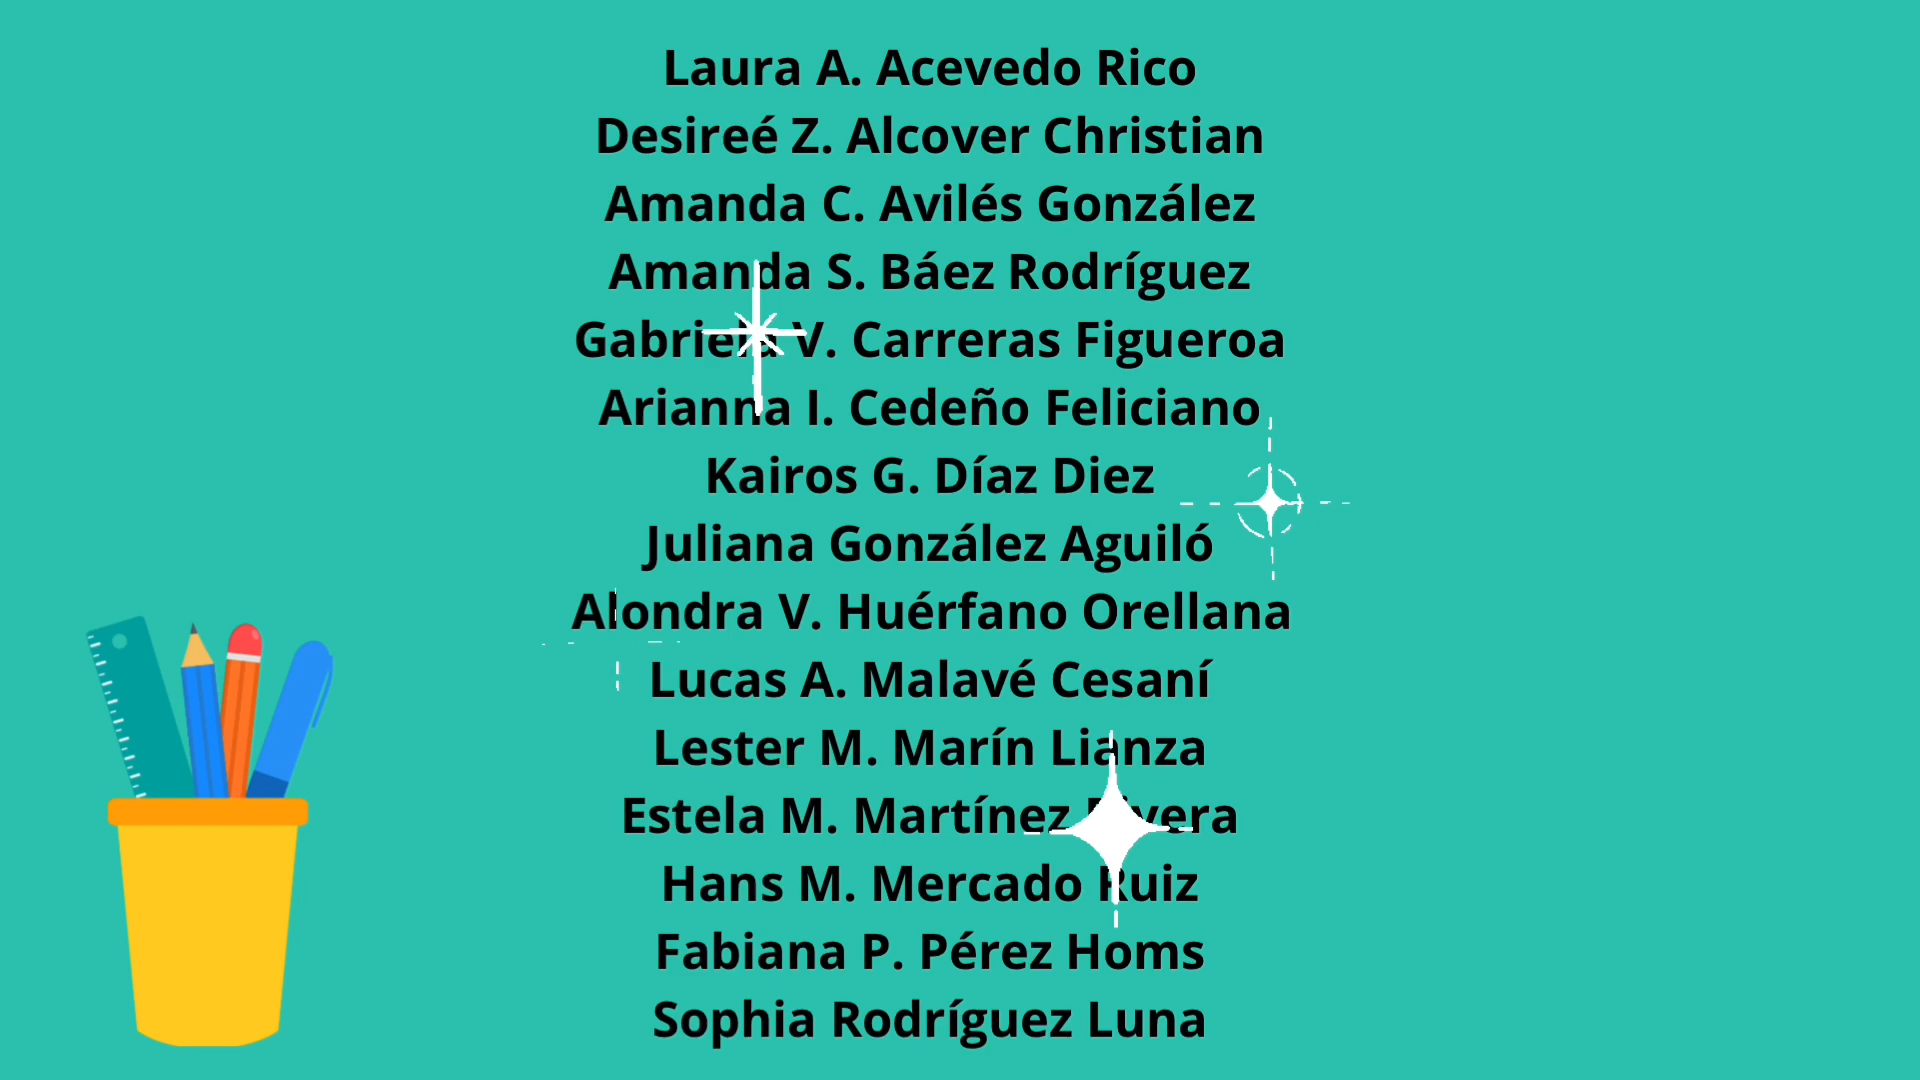 Laura A. Acevedo Rico
Desireé Z. Alcover Christian
Amanda C. Avilés González
Amanda S. Báez Rodríguez
Gabriela V. Carreras Figueroa
Arianna I. Cedeño Feliciano
Kairos G. Díaz Diez
Juliana González Aguiló
Alondra V. Huérfano Orellana
Lucas A. Malavé Cesaní
Lester M. Marín Lianza
Estela M. Martínez Rivera
Hans M. Mercado Ruiz
Fabiana P. Pérez Homs
Sophia Rodríguez Luna